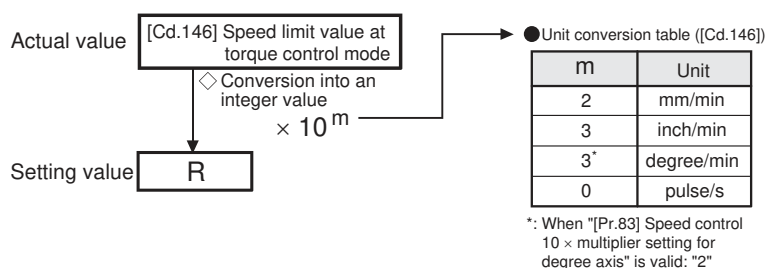 Actual value
[Cd.146] Speed limit value at
torque control mode
◇ Conversion into an
integer value
× 10^m
Setting value
R
●Unit conversion table ([Cd.146])
m Unit
2 mm/min
3 inch/min
3* degree/min
0 pulse/s
*: When "[Pr.83] Speed control
10 × multiplier setting for
degree axis" is valid: "2"